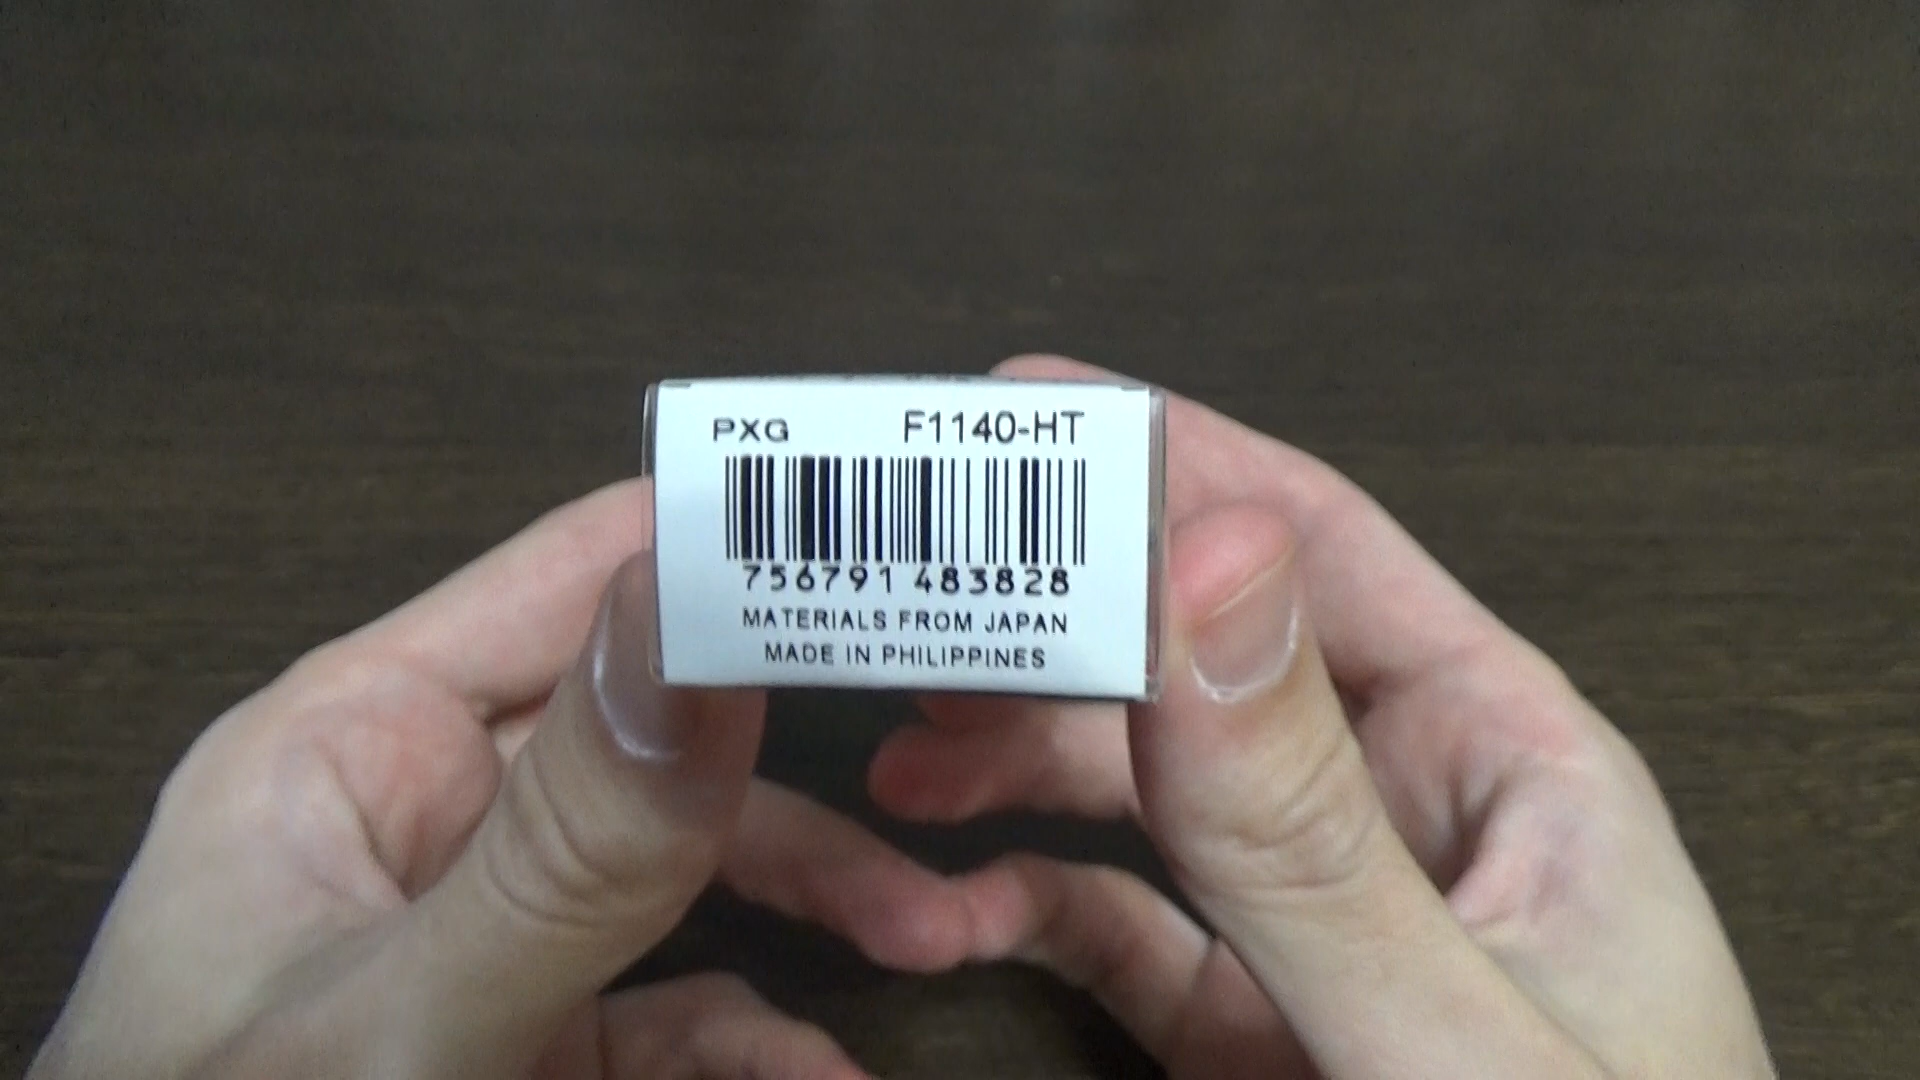 PXG F1140-HT
756791 483828
MATERIALS FROM JAPAN
MADE IN PHILIPPINES